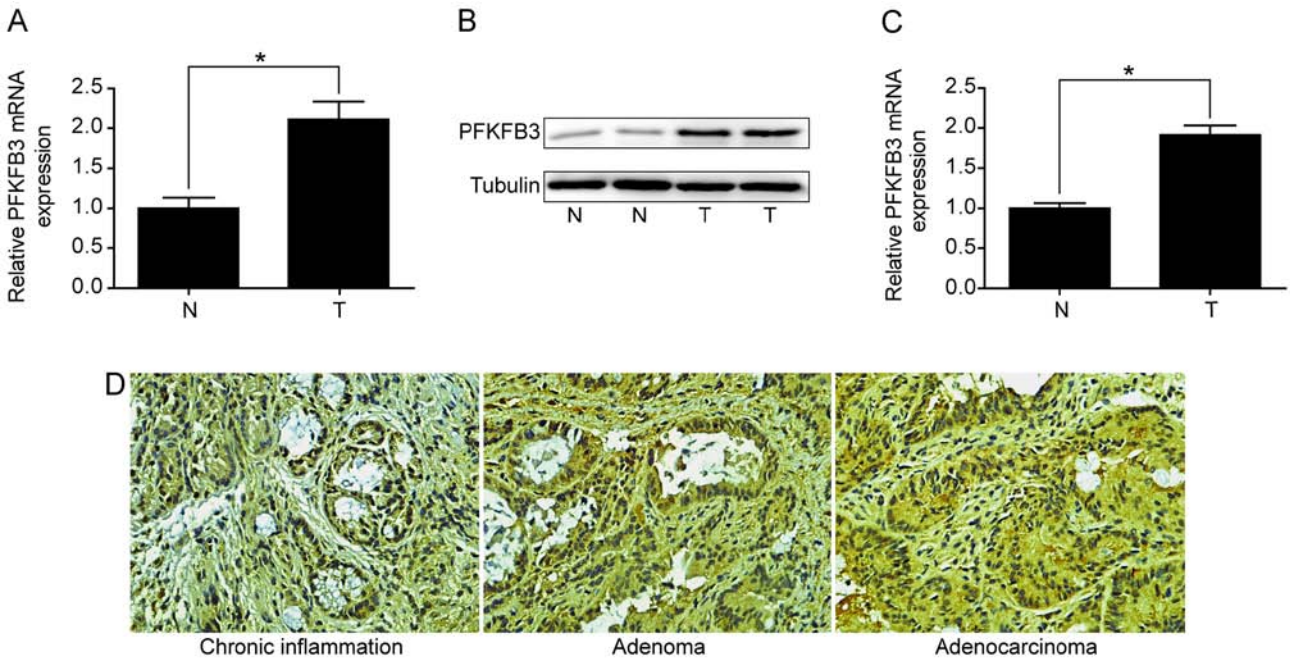 A
Relative PFKFB3 mRNA
expression
2.5
2.0
1.5
1.0
0.5
0.0
*
N
T
B
PFKFB3
Tubulin
N N T T
C
Relative PFKFB3 mRNA
expression
2.5
2.0
1.5
1.0
0.5
0.0
*
N
T
D
Chronic inflammation
Adenoma
Adenocarcinoma